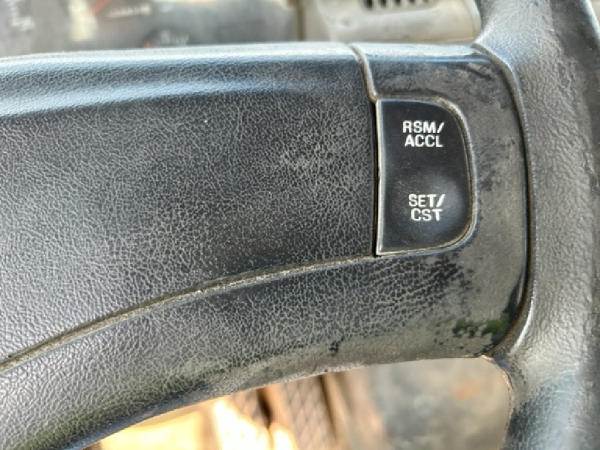 RSM/
ACCL
SET/
CST